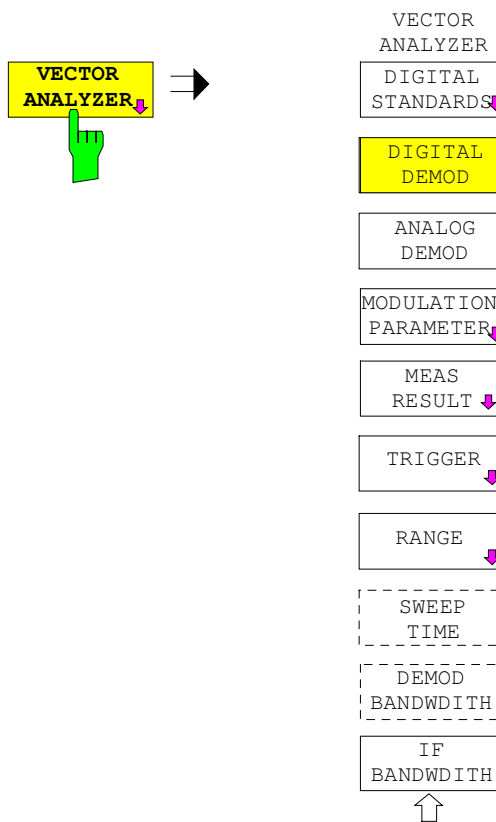 VECTOR
ANALYZER
VECTOR
ANALYZER
DIGITAL
STANDARDS
DIGITAL
DEMOD
ANALOG
DEMOD
MODULATION
PARAMETER
MEAS
RESULT
TRIGGER
RANGE
SWEEP
TIME
DEMOD
BANDWDITH
IF
BANDWDITH